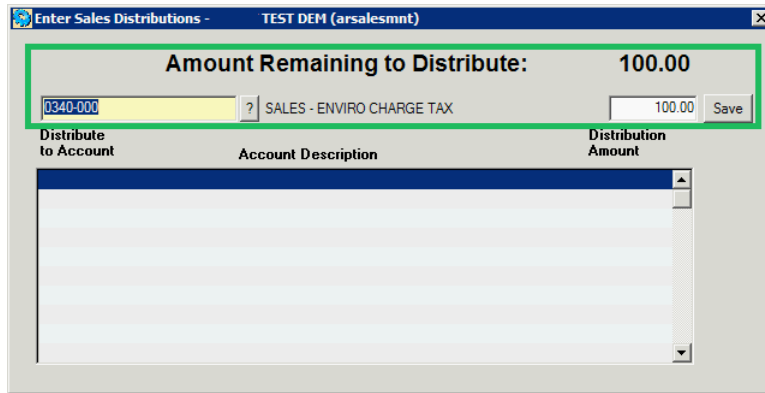 Enter Sales Distributions - TEST DEM (arsalesmnt)
Amount Remaining to Distribute: 100.00
0340-000 ? SALES - ENVIRO CHARGE TAX 100.00 Save
Distribute to Account
Account Description
Distribution Amount